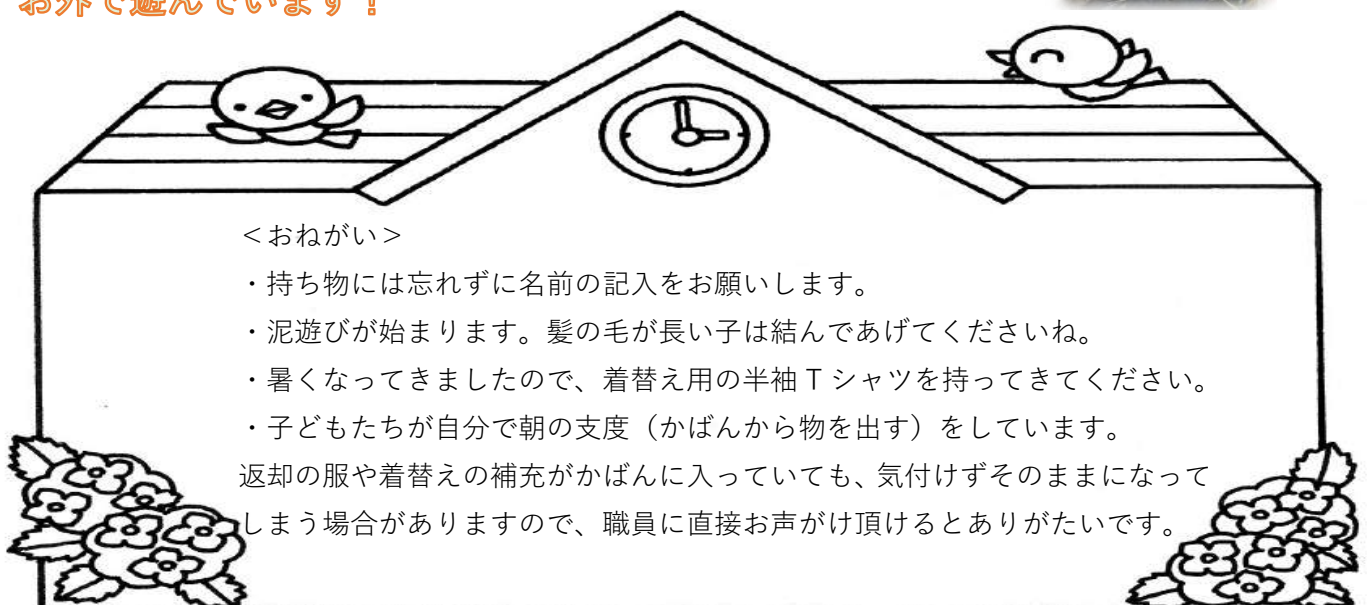 お外で遊んでいます！
＜おねがい＞
・持ち物には忘れずに名前の記入をお願いします。
・泥遊びが始まります。髪の毛が長い子は結んであげてくださいね。
・暑くなってきましたので、着替え用の半袖Ｔシャツを持ってきてください。
・子どもたちが自分で朝の支度（かばんから物を出す）をしています。
返却の服や着替えの補充がかばんに入っていても、気付けずそのままになって
しまう場合がありますので、職員に直接お声がけ頂けるとありがたいです。